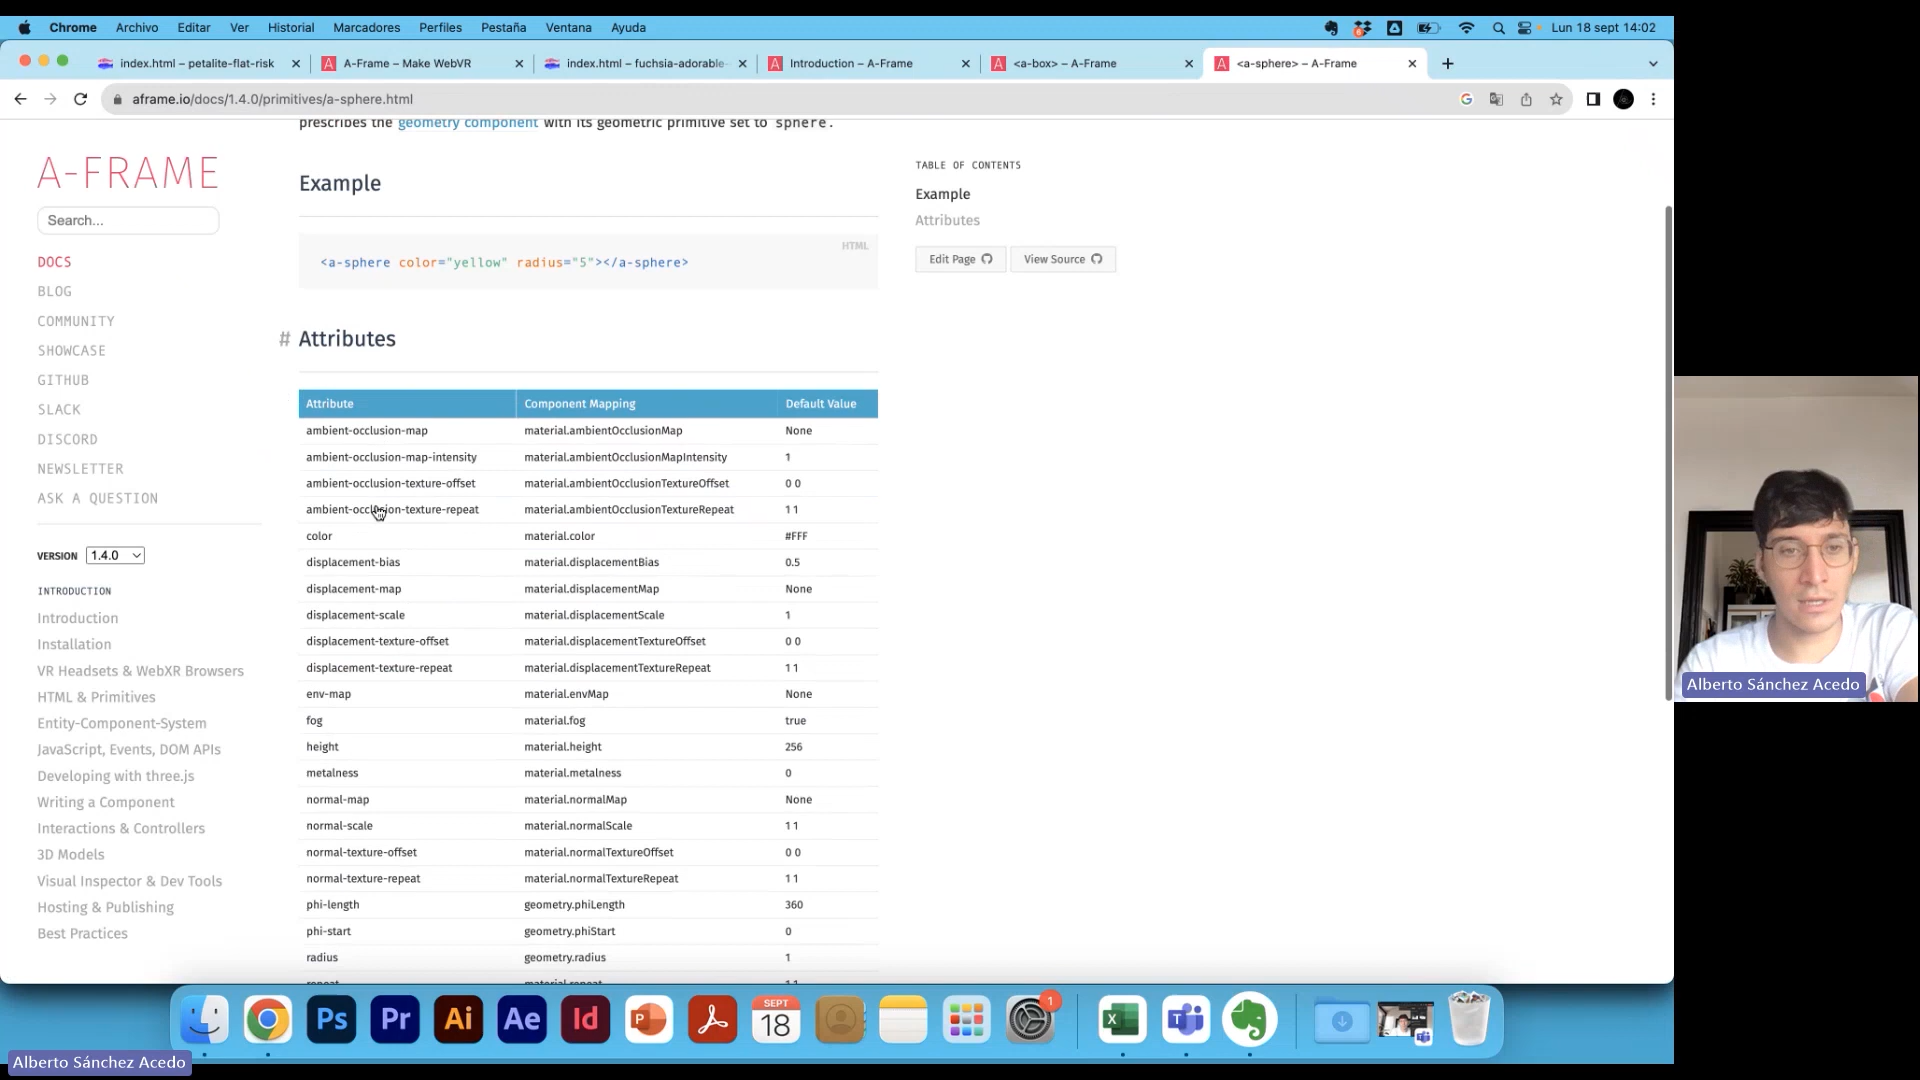 Chrome Archivo Editar Ver Historial Marcadores Perfiles Pestaña Ventana Ayuda Lun 18 sept 14:02
index.html – petalite-flat-risk A-Frame – Make WebVR index.html – fuchsia-adorable- Introduction – A-Frame <a-box> – A-Frame <a-sphere> – A-Frame
aframe.io/docs/1.4.0/primitives/a-sphere.html
prescribes the geometry component with its geometric primitive set to sphere.
A-FRAME
Search...
DOCS
BLOG
COMMUNITY
SHOWCASE
GITHUB
SLACK
DISCORD
NEWSLETTER
ASK A QUESTION
VERSION 1.4.0
INTRODUCTION
Introduction
Installation
VR Headsets & WebXR Browsers
HTML & Primitives
Entity-Component-System
JavaScript, Events, DOM APIs
Developing with three.js
Writing a Component
Interactions & Controllers
3D Models
Visual Inspector & Dev Tools
Hosting & Publishing
Best Practices
Example
HTML
<a-sphere color="yellow" radius="5"></a-sphere>
# Attributes
Attribute Component Mapping Default Value
ambient-occlusion-map material.ambientOcclusionMap None
ambient-occlusion-map-intensity material.ambientOcclusionMapIntensity 1
ambient-occlusion-texture-offset material.ambientOcclusionTextureOffset 0 0
ambient-occlusion-texture-repeat material.ambientOcclusionTextureRepeat 1 1
color material.color #FFF
displacement-bias material.displacementBias 0.5
displacement-map material.displacementMap None
displacement-scale material.displacementScale 1
displacement-texture-offset material.displacementTextureOffset 0 0
displacement-texture-repeat material.displacementTextureRepeat 1 1
env-map material.envMap None
fog material.fog true
height material.height 256
metalness material.metalness 0
normal-map material.normalMap None
normal-scale material.normalScale 1 1
normal-texture-offset material.normalTextureOffset 0 0
normal-texture-repeat material.normalTextureRepeat 1 1
phi-length geometry.phiLength 360
phi-start geometry.phiStart 0
radius geometry.radius 1
repeat material.repeat 1 1
TABLE OF CONTENTS
Example
Attributes
Edit Page View Source
Alberto Sánchez Acedo
Ps Pr Ai Ae Id P SEPT 18 1 X T
Alberto Sánchez Acedo